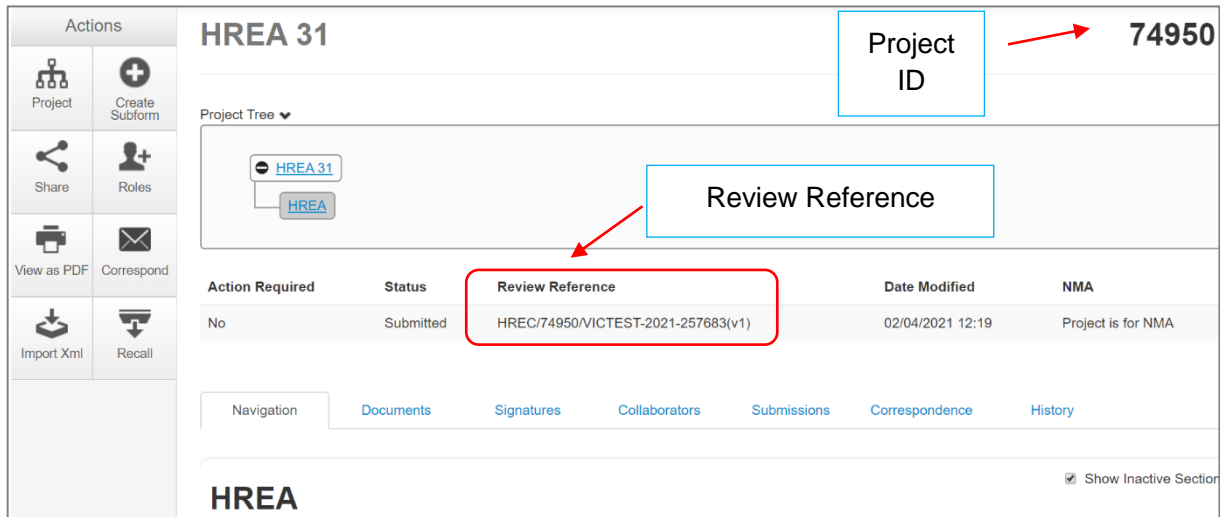 Actions
Project
Create
Subform
Share
Roles
View as PDF
Correspond
Import Xml
Recall
HREA 31
Project
ID
74950
Project Tree
HREA 31
HREA
Review Reference
Action Required Status Review Reference Date Modified NMA
No Submitted HREC/74950/VICTEST-2021-257683(v1) 02/04/2021 12:19 Project is for NMA
Navigation Documents Signatures Collaborators Submissions Correspondence History
Show Inactive Section
HREA